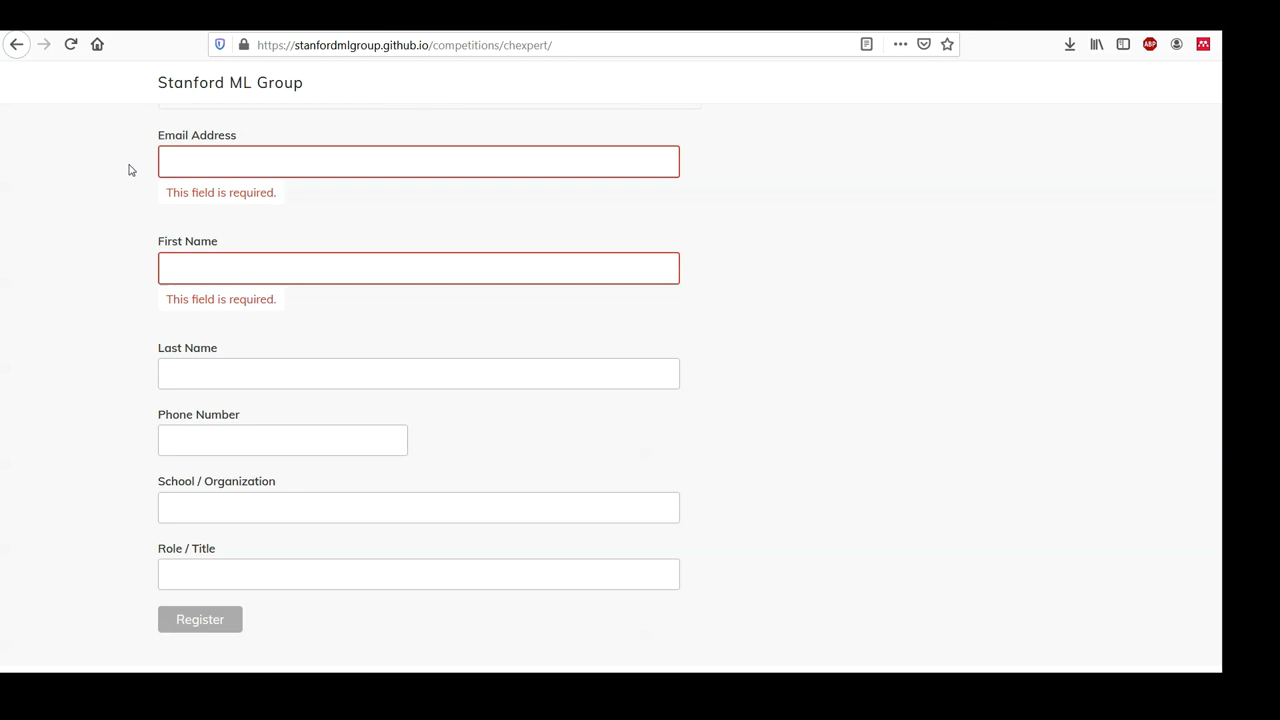 https://stanfordmlgroup.github.io/competitions/chexpert/
ABP
Stanford ML Group
Email Address
This field is required.
First Name
This field is required.
Last Name
Phone Number
School / Organization
Role / Title
Register